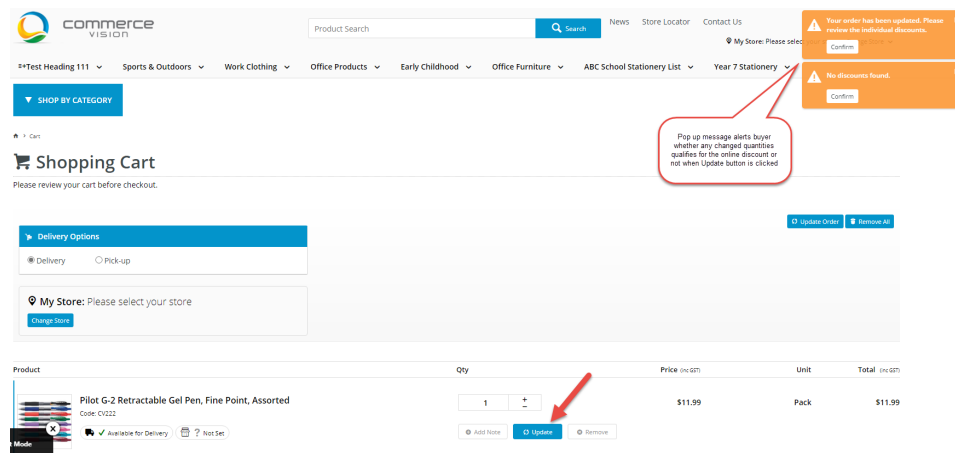 commerce
VISION
Product Search
Search
News Store Locator Contact Us
My Store: Please select your
Your order has been updated. Please
review the individual discounts.
Confirm
No discounts found.
Confirm
Test Heading 111
Sports & Outdoors
Work Clothing
Office Products
Early Childhood
Office Furniture
ABC School Stationery List
Year 7 Stationery
SHOP BY CATEGORY
Cart
Pop up message alerts buyer
whether any changed quantities
qualifies for the online discount or
not when Update button is clicked
Shopping Cart
Please review your cart before checkout.
Update Order
Remove All
Delivery Options
Delivery
Pick-up
My Store: Please select your store
Change Store
Product Qty Price (inc GST) Unit Total (inc GST)
Pilot G-2 Retractable Gel Pen, Fine Point, Assorted
1 + −
$11.99 Pack $11.99
Code: CV222
Available for Delivery
? Not Set
Add Note
Update
Remove
t Mode